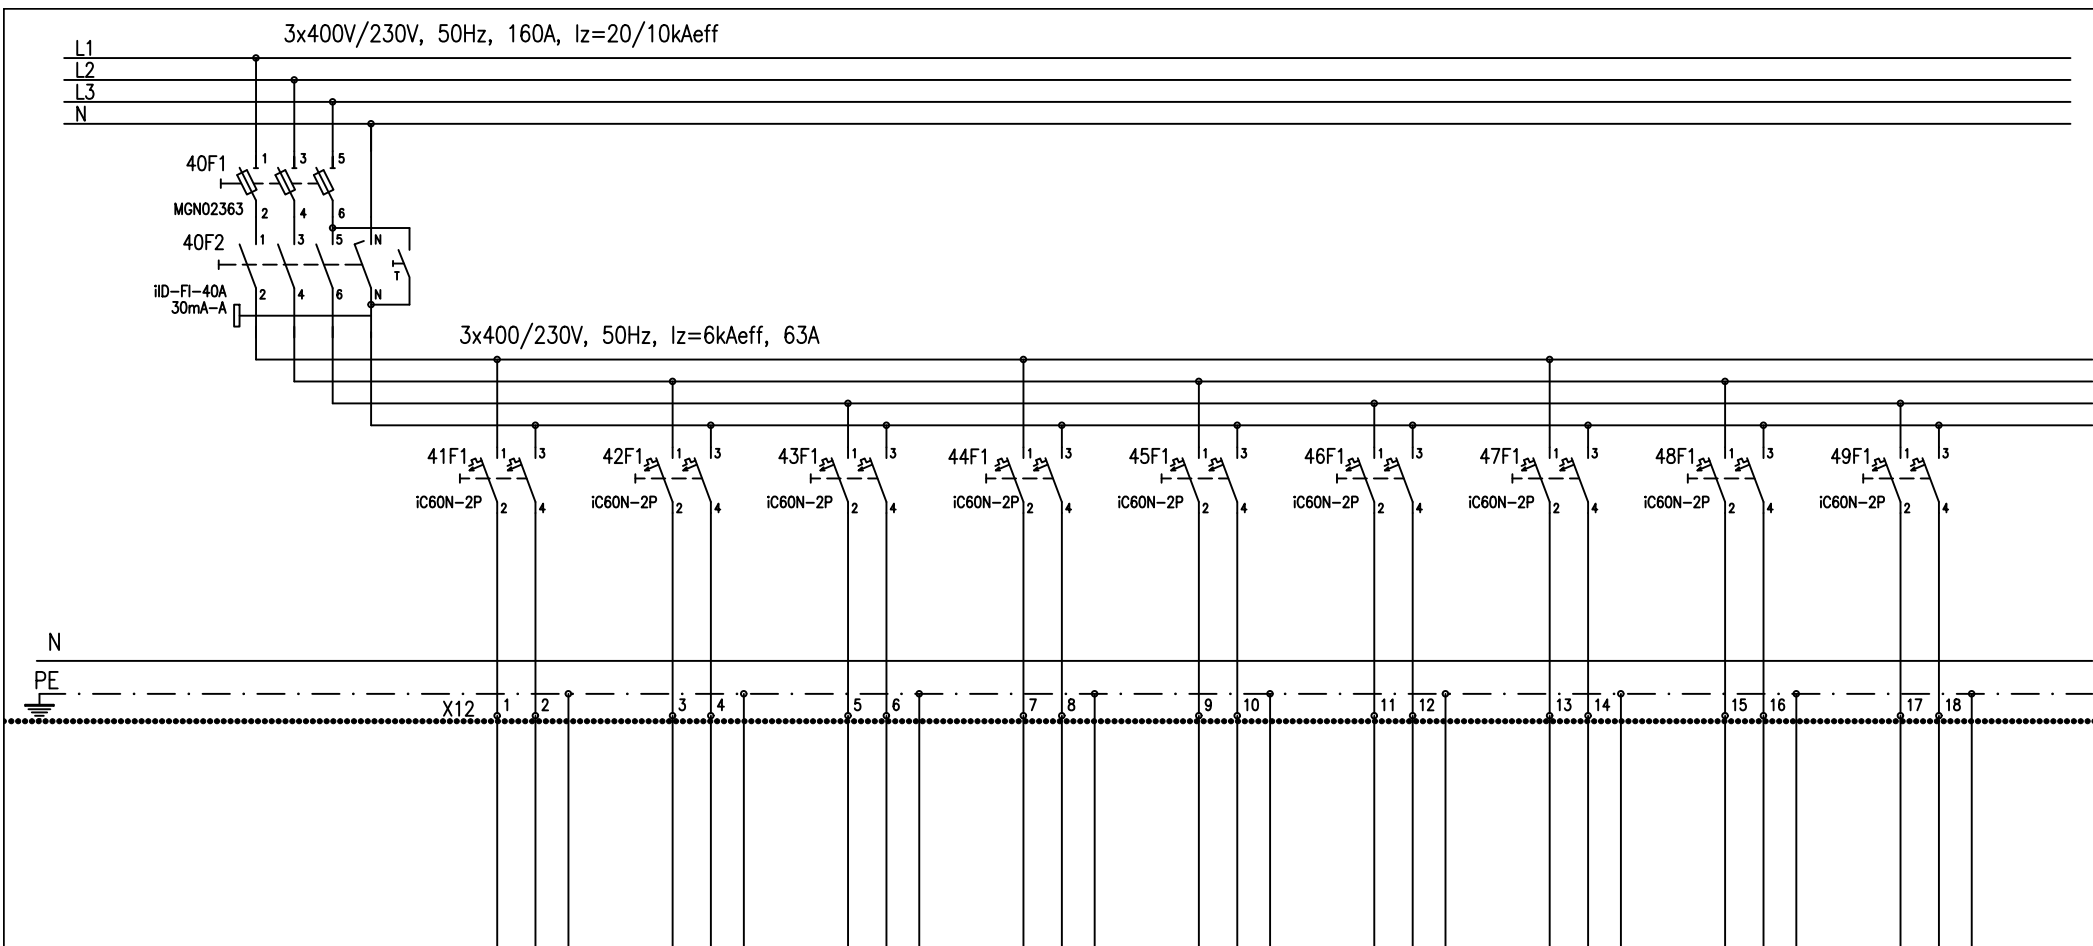 3x400V/230V, 50Hz, 160A, Iz=20/10kAeff
L1
L2
L3
N
40F1 1 3 5
MGN02363 2 4 6
40F2 1 3 5 N
T
iID-FI-40A 2 4 6 N
30mA-A
3x400/230V, 50Hz, Iz=6kAeff, 63A
41F1 1 3 42F1 1 3 43F1 1 3 44F1 1 3 45F1 1 3 46F1 1 3 47F1 1 3 48F1 1 3 49F1 1 3
iC60N-2P 2 4 iC60N-2P 2 4 iC60N-2P 2 4 iC60N-2P 2 4 iC60N-2P 2 4 iC60N-2P 2 4 iC60N-2P 2 4 iC60N-2P 2 4 iC60N-2P 2 4
N
PE
X12 1 2 3 4 5 6 7 8 9 10 11 12 13 14 15 16 17 18